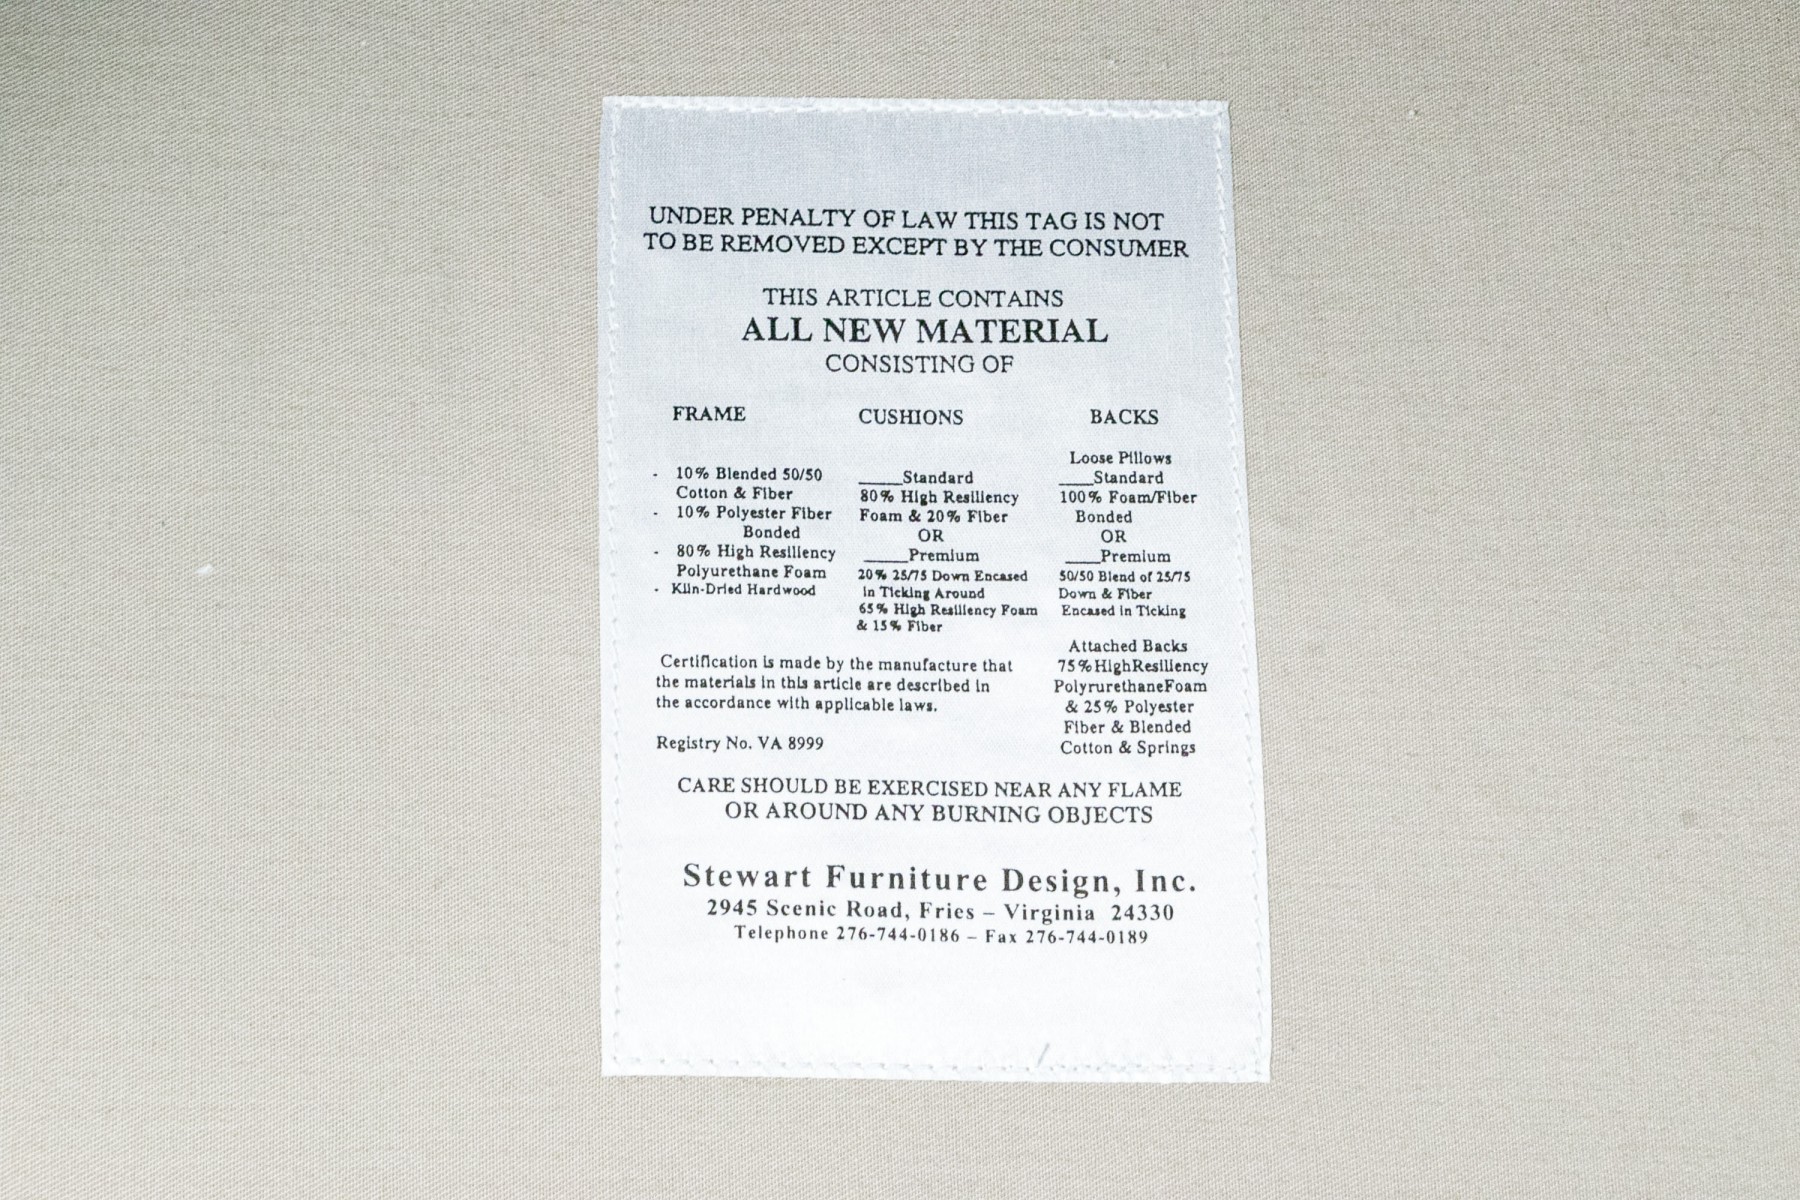 UNDER PENALTY OF LAW THIS TAG IS NOT
TO BE REMOVED EXCEPT BY THE CONSUMER
THIS ARTICLE CONTAINS
ALL NEW MATERIAL
CONSISTING OF
FRAME
- 10% Blended 50/50
Cotton & Fiber
- 10% Polyester Fiber
Bonded
- 80% High Resiliency
Polyurethane Foam
- Kiln-Dried Hardwood
CUSHIONS
____Standard
80% High Resiliency
Foam & 20% Fiber
OR
____Premium
20% 25/75 Down Encased
in Ticking Around
65% High Resiliency Foam
& 15% Fiber
BACKS
Loose Pillows
___Standard
100% Foam/Fiber
Bonded
OR
___Premium
50/50 Blend of 25/75
Down & Fiber
Encased in Ticking
Attached Backs
75%HighResiliency
PolyrurethaneFoam
& 25% Polyester
Fiber & Blended
Cotton & Springs
Certification is made by the manufacture that
the materials in this article are described in
the accordance with applicable laws.
Registry No. VA 8999
CARE SHOULD BE EXERCISED NEAR ANY FLAME
OR AROUND ANY BURNING OBJECTS
Stewart Furniture Design, Inc.
2945 Scenic Road, Fries – Virginia 24330
Telephone 276-744-0186 – Fax 276-744-0189